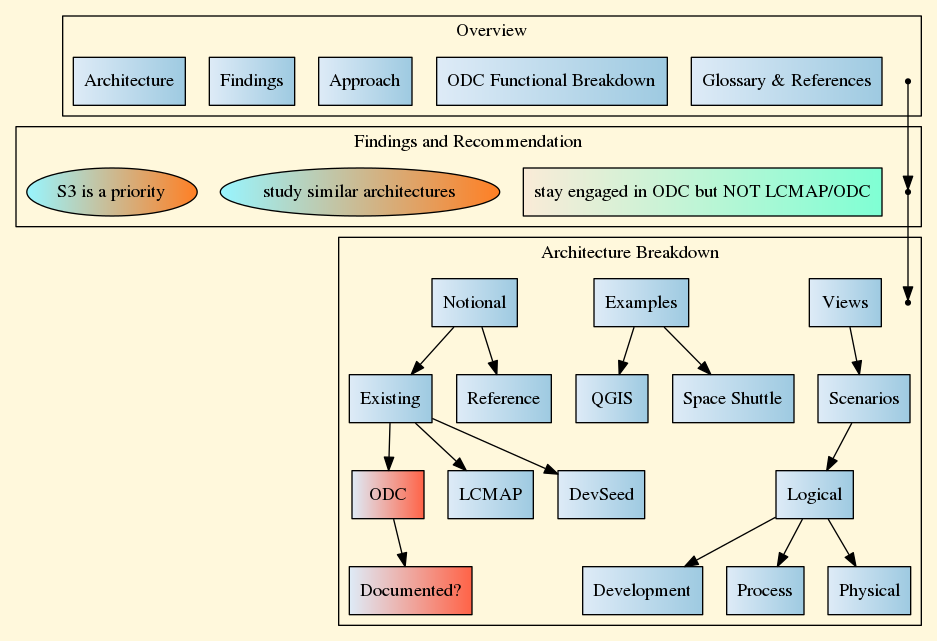 Overview
Architecture
Findings
Approach
ODC Functional Breakdown
Glossary & References
Findings and Recommendation
S3 is a priority
study similar architectures
stay engaged in ODC but NOT LCMAP/ODC
Architecture Breakdown
Notional
Examples
Views
Existing
Reference
QGIS
Space Shuttle
Scenarios
ODC
LCMAP
DevSeed
Logical
Documented?
Development
Process
Physical